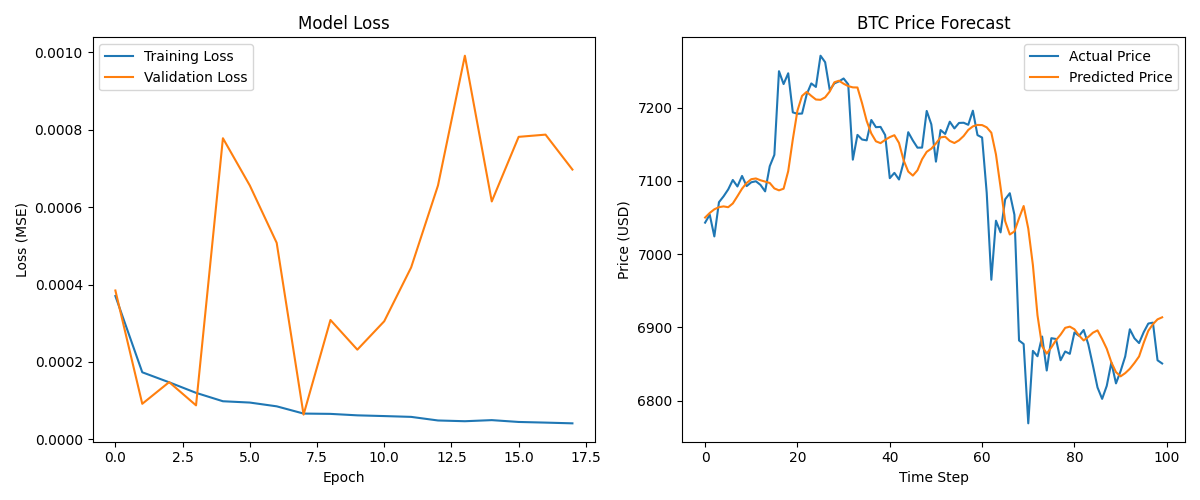 Model Loss
Training Loss
Validation Loss
0.0010
0.0008
0.0006
0.0004
0.0002
0.0000
Loss (MSE)
0.0 2.5 5.0 7.5 10.0 12.5 15.0 17.5
Epoch
BTC Price Forecast
Actual Price
Predicted Price
7200
7100
7000
6900
6800
Price (USD)
0 20 40 60 80 100
Time Step